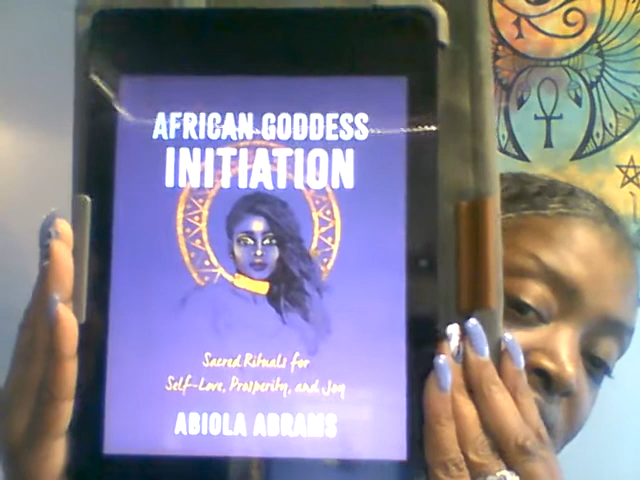 AFRICAN GODDESS
INITIATION
Sacred Rituals for
Self-Love, Prosperity, and Joy
ABIOLA ABRAMS